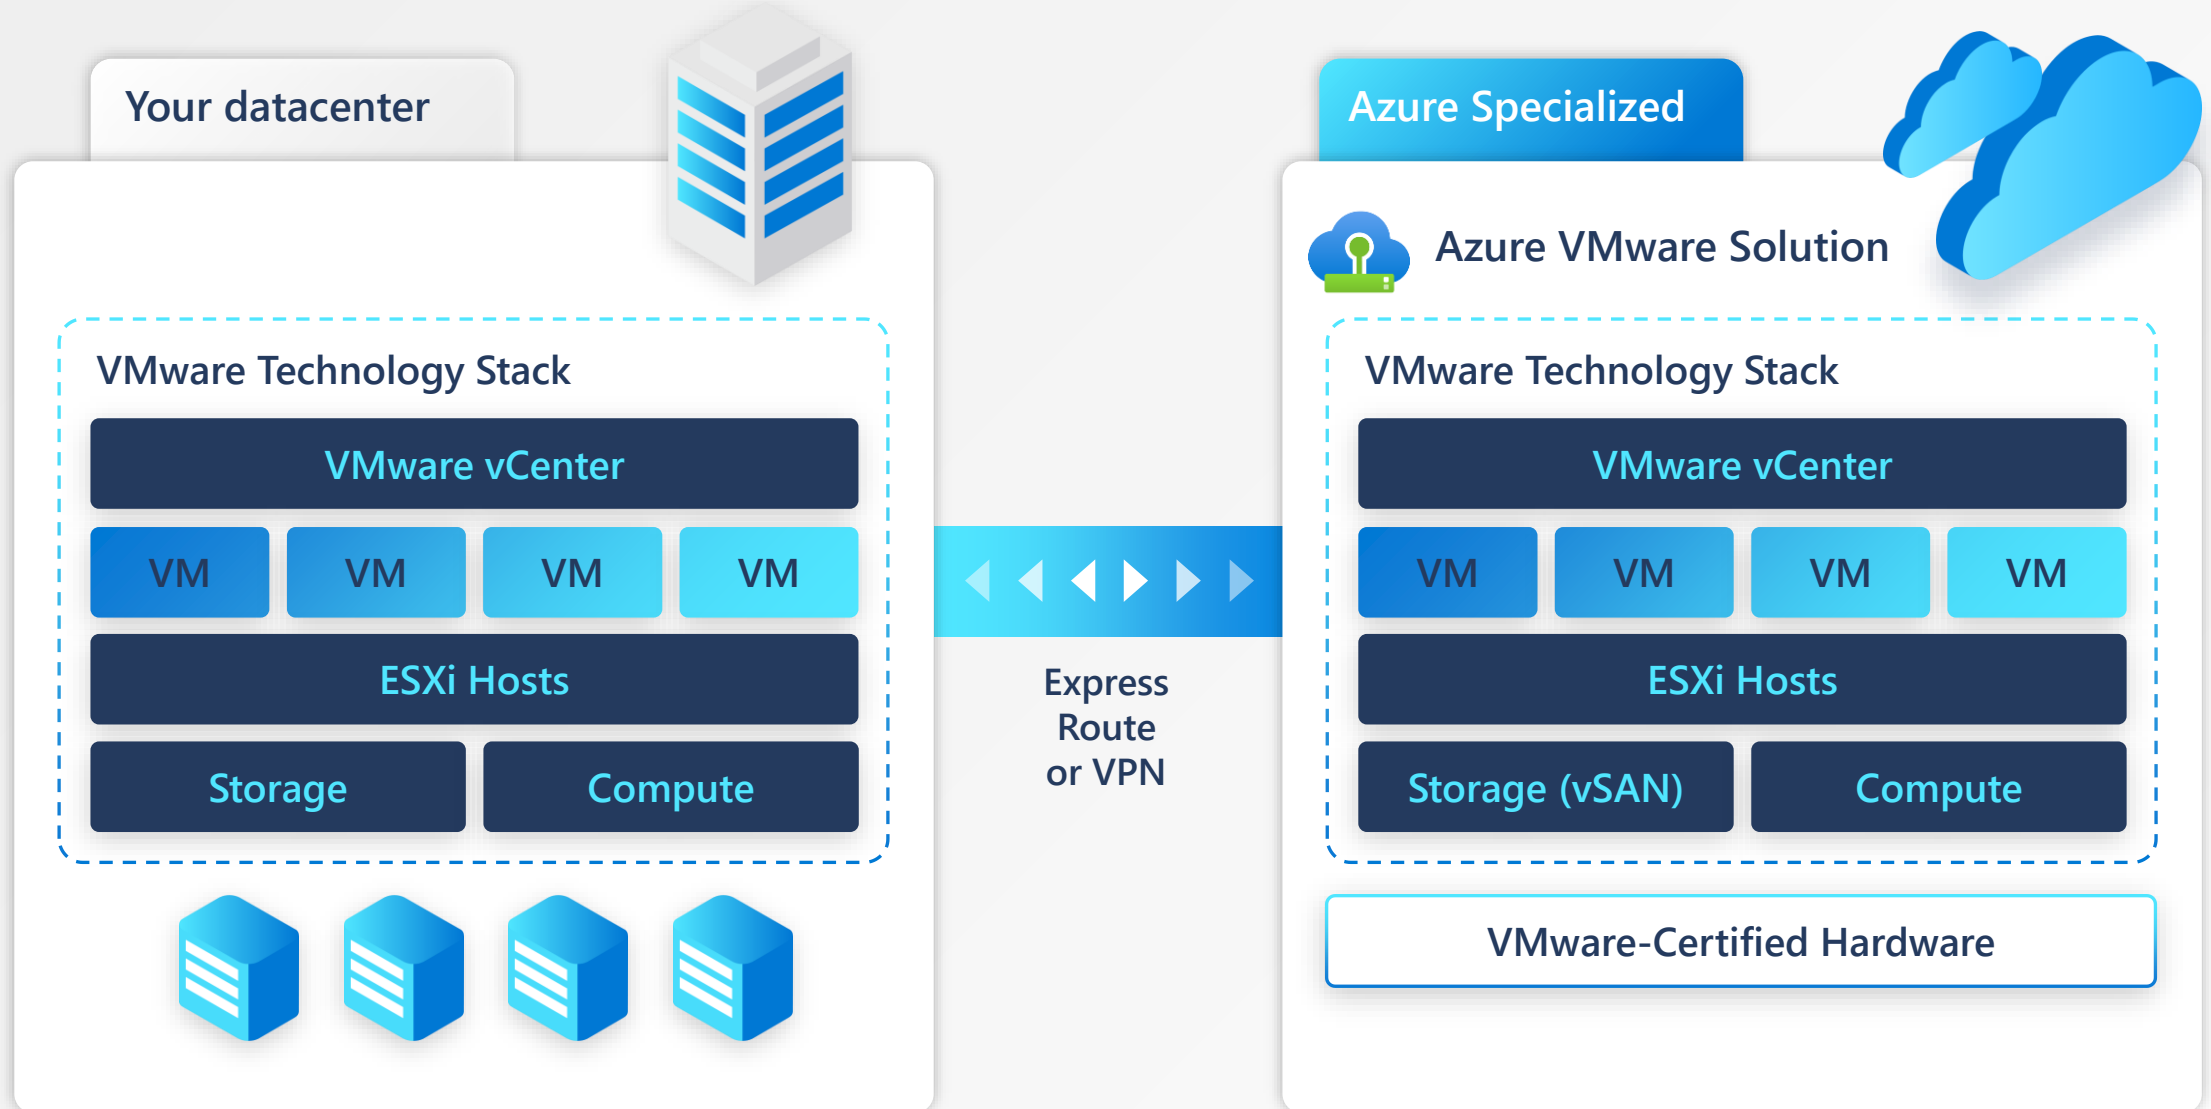 Your datacenter
VMware Technology Stack
VMware vCenter
VM VM VM VM
ESXi Hosts
Storage Compute
Express
Route
or VPN
Azure Specialized
Azure VMware Solution
VMware Technology Stack
VMware vCenter
VM VM VM VM
ESXi Hosts
Storage (vSAN) Compute
VMware-Certified Hardware